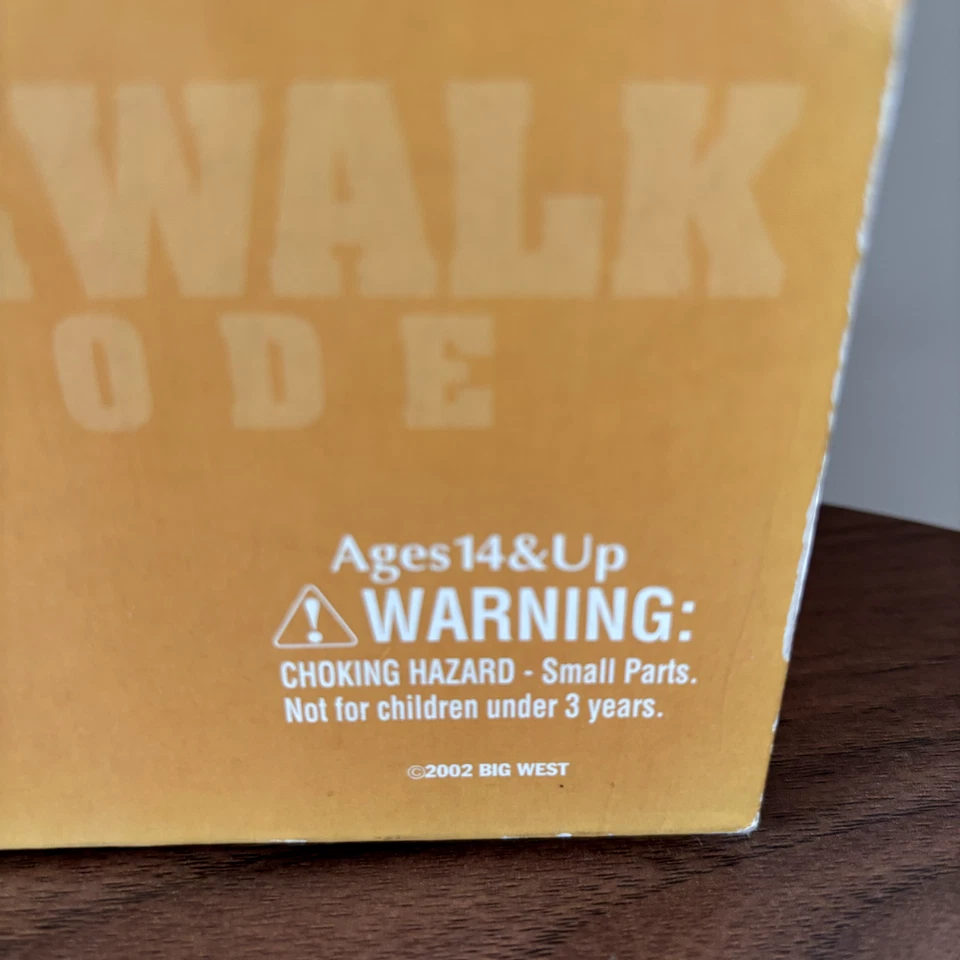 WALK
ODE
Ages14&Up
WARNING:
CHOKING HAZARD - Small Parts.
Not for children under 3 years.
©2002 BIG WEST